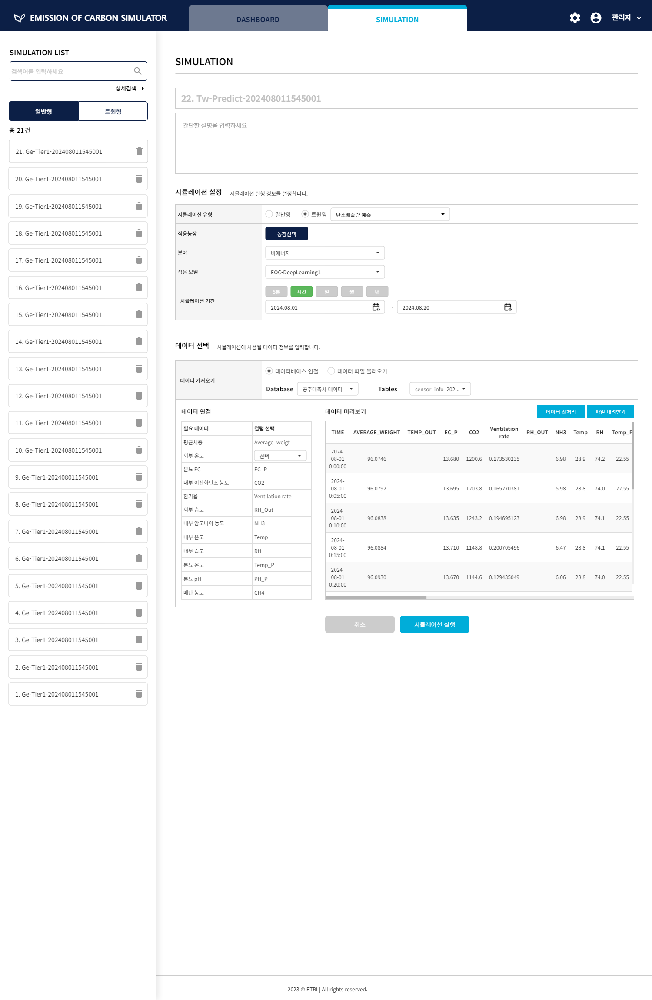 EMISSION OF CARBON SIMULATOR
DASHBOARD
SIMULATION
관리자
SIMULATION LIST
검색어를 입력하세요
상세검색
일반형
트윈형
총 21건
21. Ge-Tier1-202408011545001
20. Ge-Tier1-202408011545001
19. Ge-Tier1-202408011545001
18. Ge-Tier1-202408011545001
17. Ge-Tier1-202408011545001
16. Ge-Tier1-202408011545001
15. Ge-Tier1-202408011545001
14. Ge-Tier1-202408011545001
13. Ge-Tier1-202408011545001
12. Ge-Tier1-202408011545001
11. Ge-Tier1-202408011545001
10. Ge-Tier1-202408011545001
9. Ge-Tier1-202408011545001
8. Ge-Tier1-202408011545001
7. Ge-Tier1-202408011545001
6. Ge-Tier1-202408011545001
5. Ge-Tier1-202408011545001
4. Ge-Tier1-202408011545001
3. Ge-Tier1-202408011545001
2. Ge-Tier1-202408011545001
1. Ge-Tier1-202408011545001
SIMULATION
22. Tw-Predict-202408011545001
간단한 설명을 입력하세요
시뮬레이션 설정 시뮬레이션 실행 정보를 설정합니다.
시뮬레이션 유형 일반형 트윈형 탄소배출량 예측
적용농장 농장선택
분야 비에너지
적용 모델 EOC-DeepLearning1
시뮬레이션 기간
5분 시간 일 월 년
2024.08.01 ~ 2024.08.20
데이터 선택 시뮬레이션에 사용될 데이터 정보를 입력합니다.
데이터 가져오기
데이터베이스 연결 데이터 파일 불러오기
Database 공주대축사 데이터 Tables sensor_info_202...
데이터 연결
필요 데이터 컬럼 선택
평균체중 Average_weigt
외부 온도 선택
분뇨 EC EC_P
내부 이산화탄소 농도 CO2
환기율 Ventilation rate
외부 습도 RH_Out
내부 암모니아 농도 NH3
내부 온도 Temp
내부 습도 RH
분뇨 온도 Temp_P
분뇨 pH PH_P
메탄 농도 CH4
데이터 미리보기 데이터 전처리 파일 내려받기
TIME AVERAGE_WEIGHT TEMP_OUT EC_P CO2 Ventilation rate RH_OUT NH3 Temp RH Temp_P
2024-08-01 0:00:00 96.0746 13.680 1200.6 0.173530235 6.98 28.9 74.2 22.55
2024-08-01 0:05:00 96.0792 13.695 1203.8 0.165270381 5.98 28.8 74.0 22.55
2024-08-01 0:10:00 96.0838 13.635 1243.2 0.194695123 6.98 28.9 74.1 22.55
2024-08-01 0:15:00 96.0884 13.710 1148.8 0.200705496 6.47 28.8 74.1 22.55
2024-08-01 0:20:00 96.0930 13.670 1144.6 0.129435049 6.06 28.8 74.0 22.55
취소 시뮬레이션 실행
2023 © ETRI | All rights reserved.